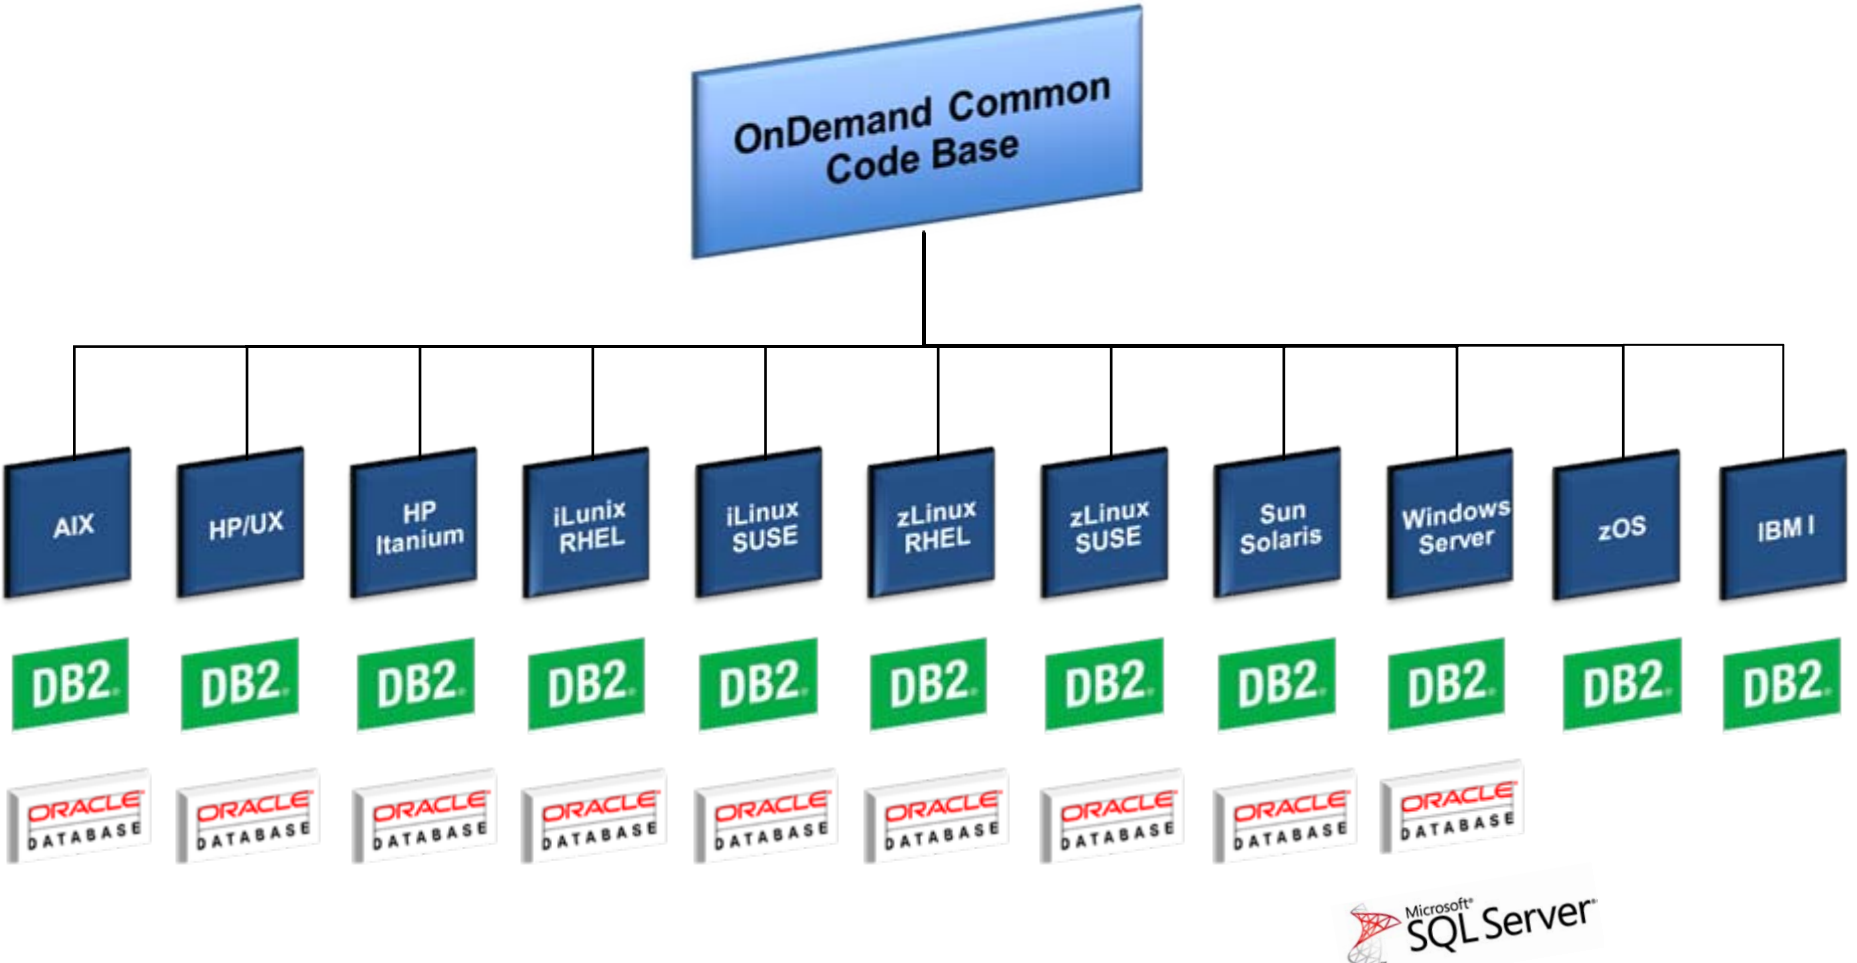 OnDemand Common
Code Base
AIX
HP/UX
HP
Itanium
iLunix
RHEL
iLinux
SUSE
zLinux
RHEL
zLinux
SUSE
Sun
Solaris
Windows
Server
zOS
IBM I
DB2®
DB2®
DB2®
DB2®
DB2®
DB2®
DB2®
DB2®
DB2®
DB2®
DB2®
ORACLE
DATABASE
ORACLE
DATABASE
ORACLE
DATABASE
ORACLE
DATABASE
ORACLE
DATABASE
ORACLE
DATABASE
ORACLE
DATABASE
ORACLE
DATABASE
ORACLE
DATABASE
Microsoft®
SQL Server®